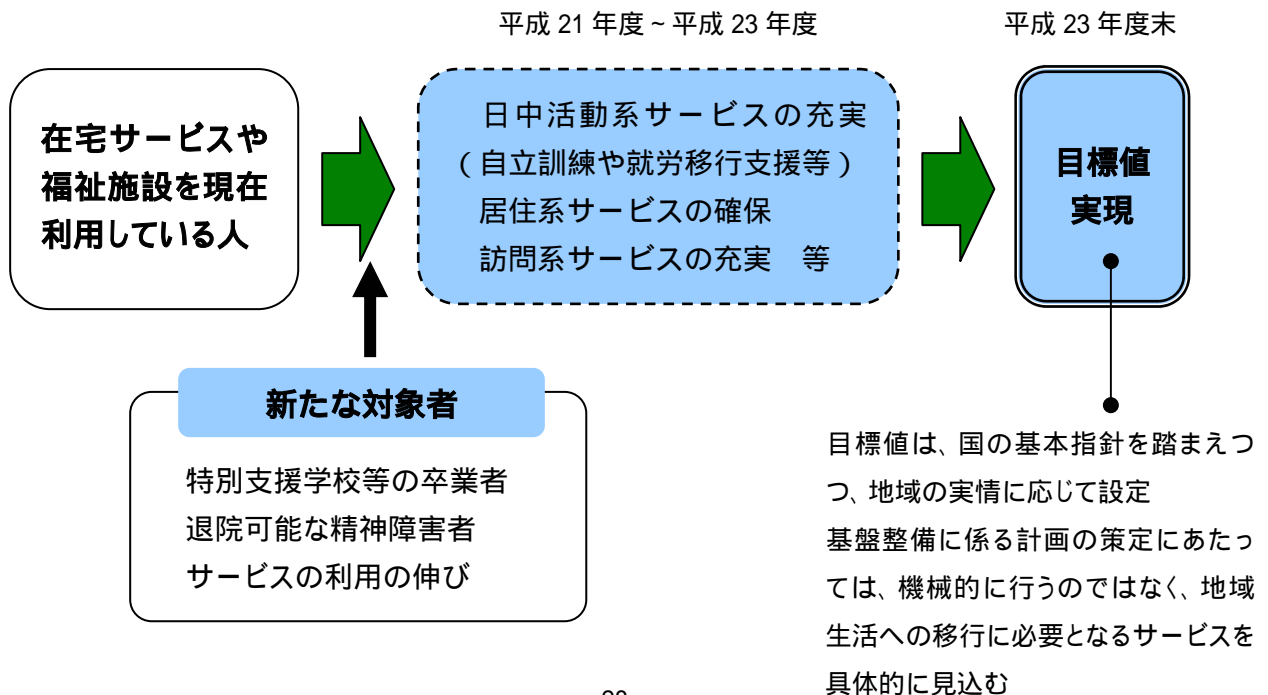 平成 21 年度 ~ 平成 23 年度
平成 23 年度末
在宅サービスや
福祉施設を現在
利用している人
日中活動系サービスの充実
（自立訓練や就労移行支援等）
居住系サービスの確保
訪問系サービスの充実　等
目標値
実現
新たな対象者
特別支援学校等の卒業者
退院可能な精神障害者
サービスの利用の伸び
目標値は、国の基本指針を踏まえつ
つ、地域の実情に応じて設定
基盤整備に係る計画の策定にあたっ
ては、機械的に行うのではなく、地域
生活への移行に必要となるサービスを
具体的に見込む